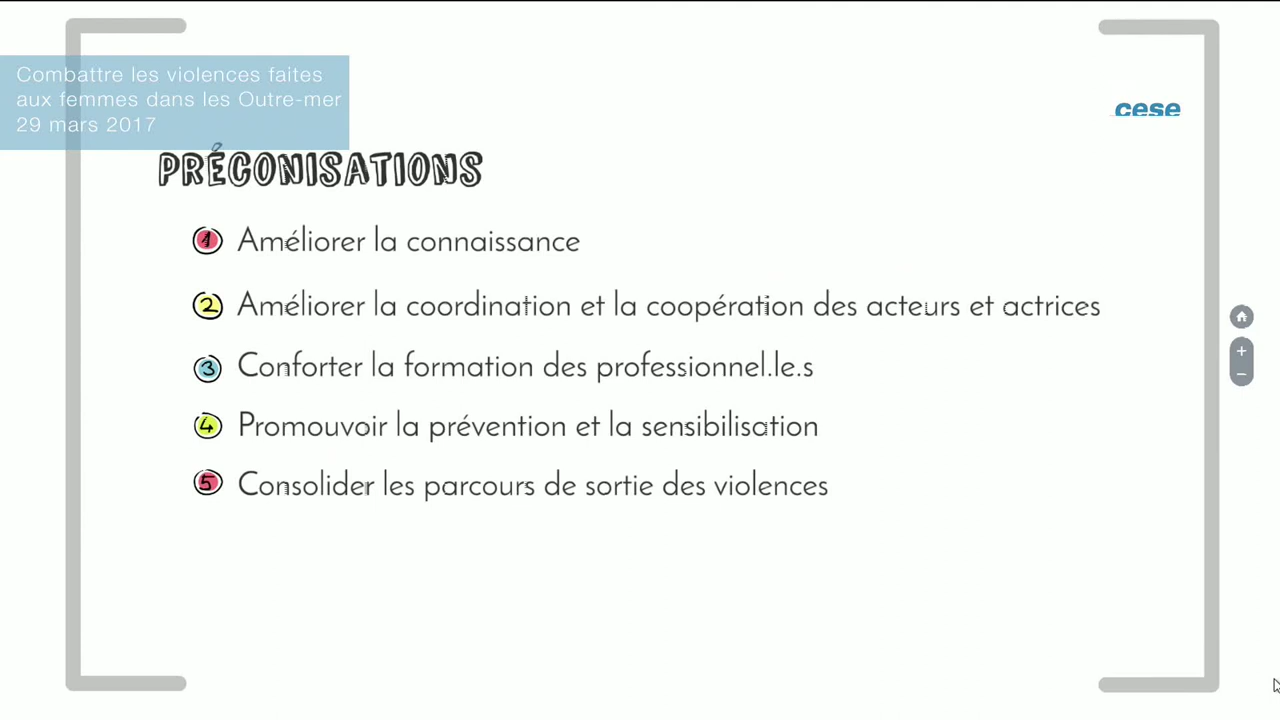 Combattre les violences faites
aux femmes dans les Outre-mer
29 mars 2017
cese
PRÉCONISATIONS
1 Améliorer la connaissance
2 Améliorer la coordination et la coopération des acteurs et actrices
3 Conforter la formation des professionnel.le.s
4 Promouvoir la prévention et la sensibilisation
5 Consolider les parcours de sortie des violences